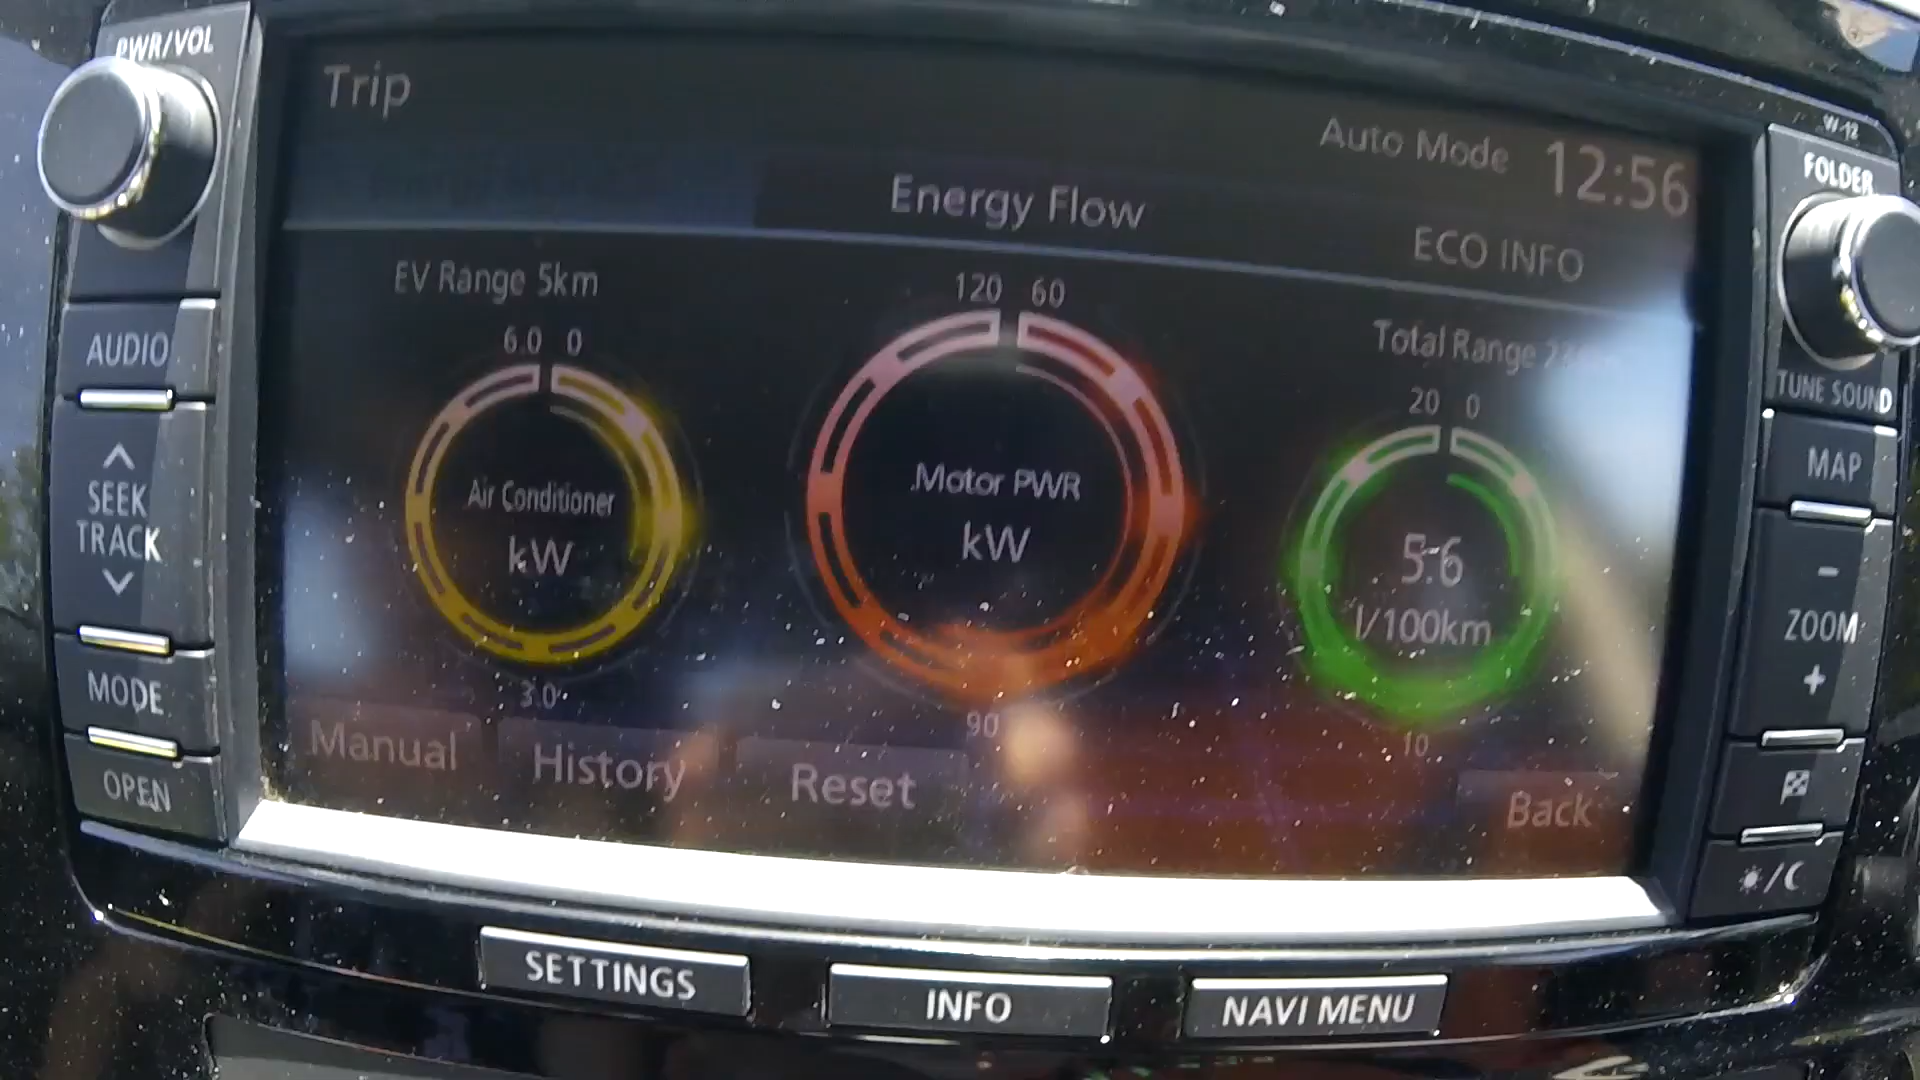 PWR/VOL
AUDIO
SEEK
TRACK
MODE
OPEN
Trip
Auto Mode 12:56
Energy Flow
ECO INFO
EV Range 5km
6.0 0
Air Conditioner
kW
3.0
120 60
Motor PWR
kW
90
Total Range
20 0
5.6
l/100km
10
Manual
History
Reset
Back
W-12
FOLDER
TUNE SOUND
MAP
-
ZOOM
+
SETTINGS
INFO
NAVI MENU